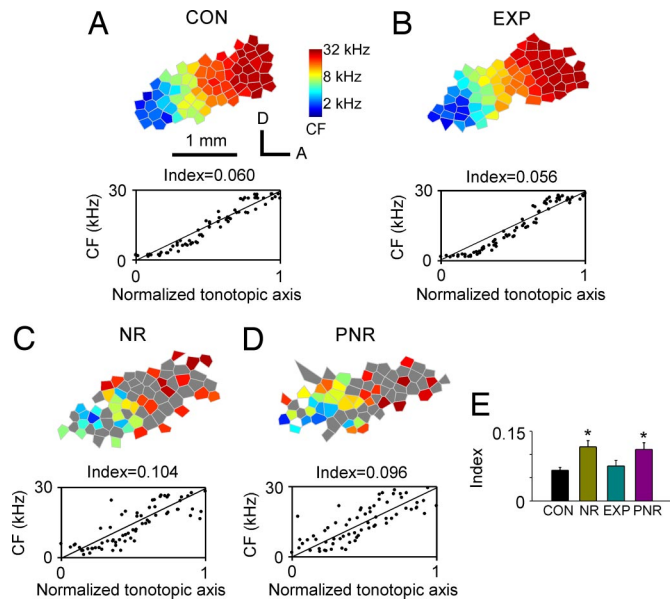 A CON
32 kHz
8 kHz
2 kHz
CF
D
A
1 mm
Index=0.060
30
CF (kHz)
0
0 1
Normalized tonotopic axis
B EXP
Index=0.056
30
CF (kHz)
0
0 1
Normalized tonotopic axis
C NR
Index=0.104
30
CF (kHz)
0
0 1
Normalized tonotopic axis
D PNR
Index=0.096
30
CF (kHz)
0
0 1
Normalized tonotopic axis
E
0.15
Index
0
* *
CON NR EXP PNR